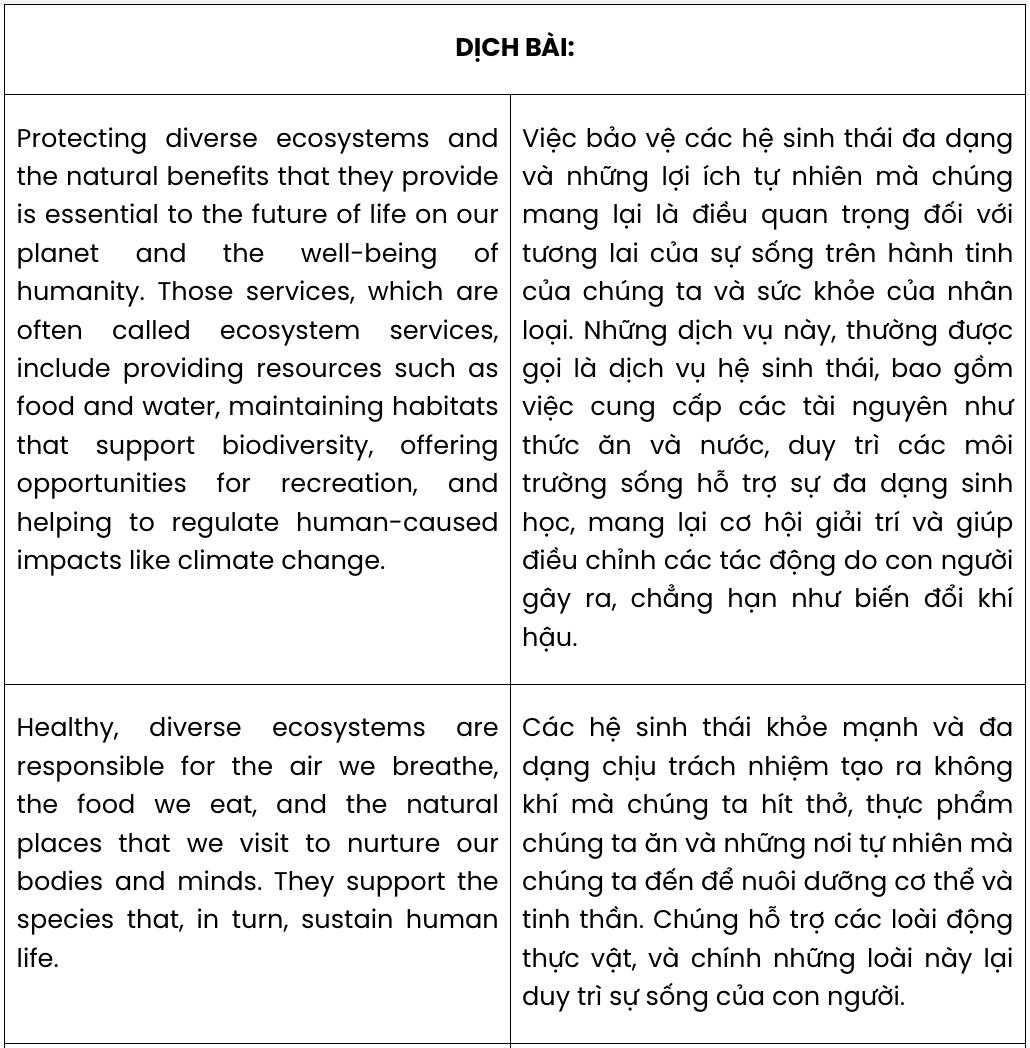 DỊCH BÀI:
Protecting diverse ecosystems and
the natural benefits that they provide
is essential to the future of life on our
planet and the well-being of
humanity. Those services, which are
often called ecosystem services,
include providing resources such as
food and water, maintaining habitats
that support biodiversity, offering
opportunities for recreation, and
helping to regulate human-caused
impacts like climate change.
Việc bảo vệ các hệ sinh thái đa dạng
và những lợi ích tự nhiên mà chúng
mang lại là điều quan trọng đối với
tương lai của sự sống trên hành tinh
của chúng ta và sức khỏe của nhân
loại. Những dịch vụ này, thường được
gọi là dịch vụ hệ sinh thái, bao gồm
việc cung cấp các tài nguyên như
thức ăn và nước, duy trì các môi
trường sống hỗ trợ sự đa dạng sinh
học, mang lại cơ hội giải trí và giúp
điều chỉnh các tác động do con người
gây ra, chẳng hạn như biến đổi khí
hậu.
Healthy, diverse ecosystems are
responsible for the air we breathe,
the food we eat, and the natural
places that we visit to nurture our
bodies and minds. They support the
species that, in turn, sustain human
life.
Các hệ sinh thái khỏe mạnh và đa
dạng chịu trách nhiệm tạo ra không
khí mà chúng ta hít thở, thực phẩm
chúng ta ăn và những nơi tự nhiên mà
chúng ta đến để nuôi dưỡng cơ thể và
tinh thần. Chúng hỗ trợ các loài động
thực vật, và chính những loài này lại
duy trì sự sống của con người.